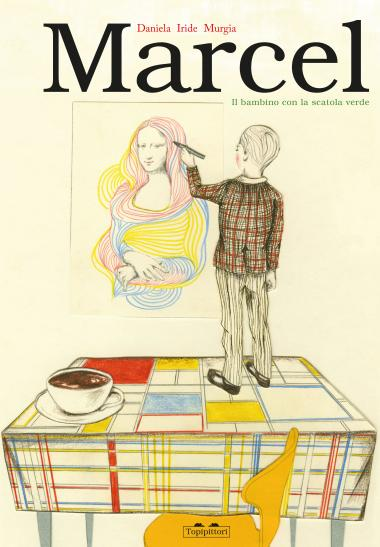 Daniela Iride Murgia
Marcel
Il bambino con la scatola verde
Topipittori